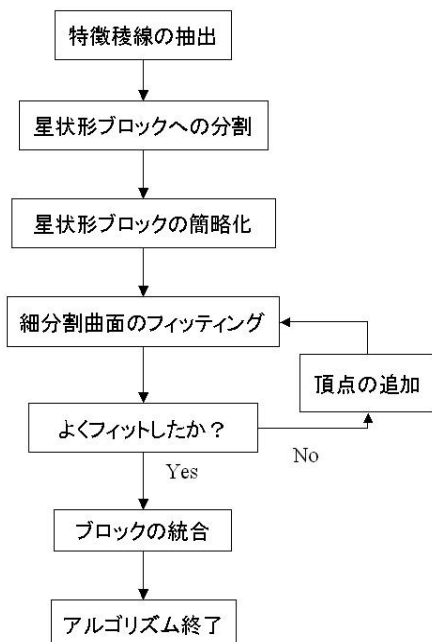 特徴稜線の抽出
星状形ブロックへの分割
星状形ブロックの簡略化
細分割曲面のフィッティング
頂点の追加
よくフィットしたか？
No
Yes
ブロックの統合
アルゴリズム終了